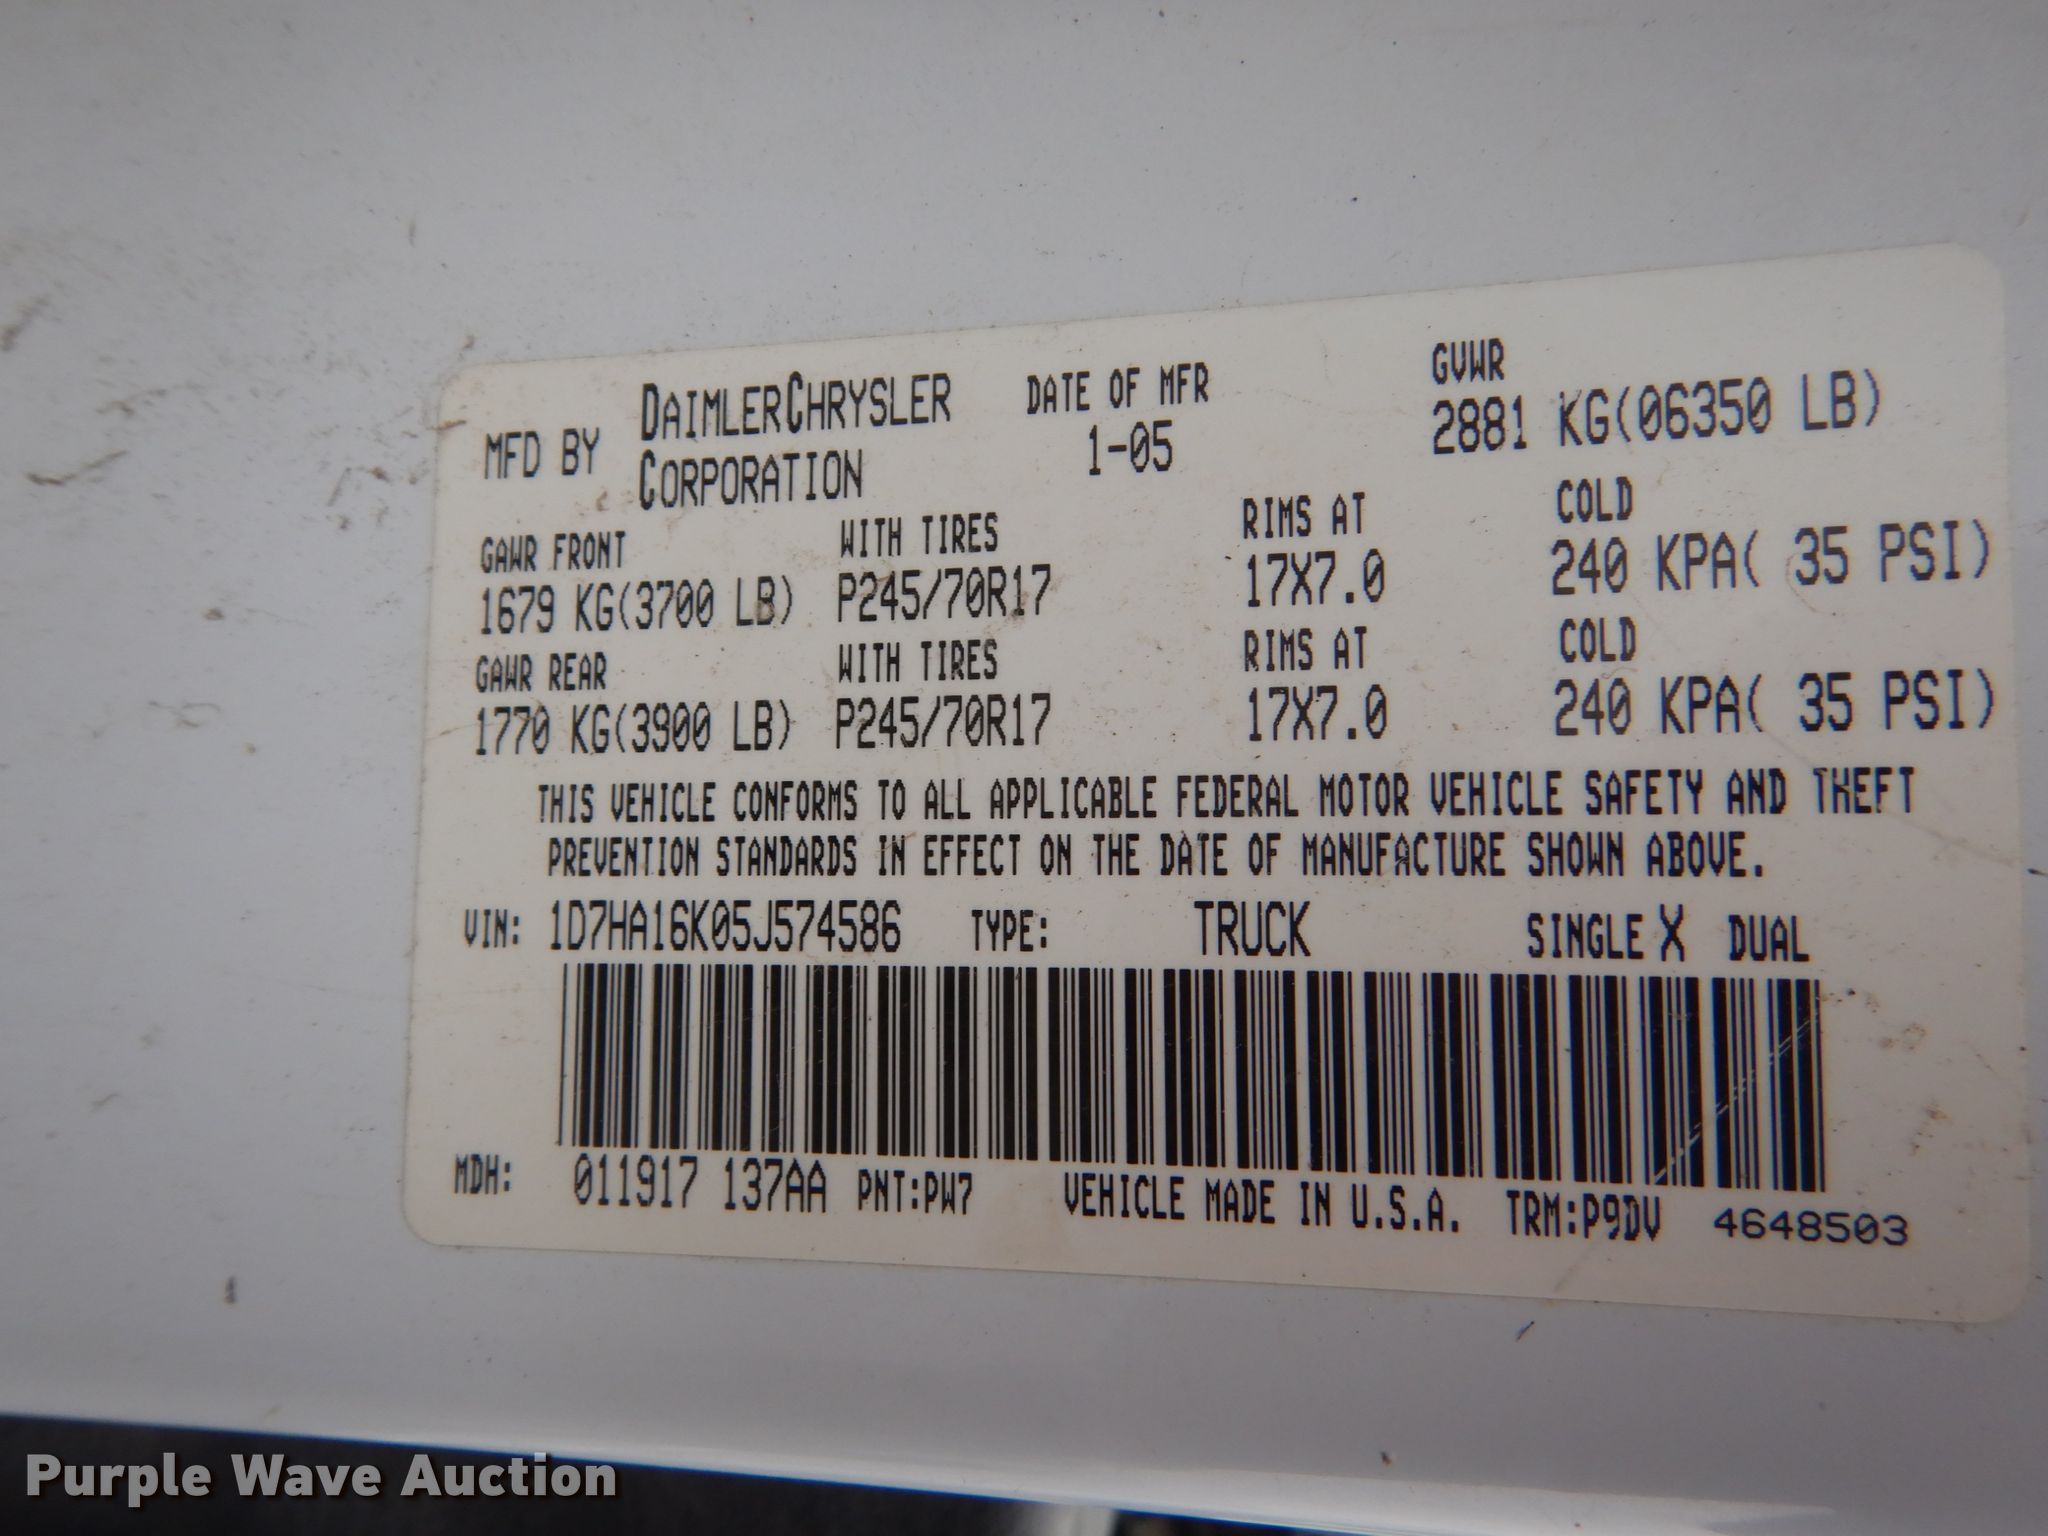 MFD BY DAIMLERCHRYSLER CORPORATION DATE OF MFR 1-05 GVWR 2881 KG(06350 LB)
GAWR FRONT WITH TIRES RIMS AT COLD
1679 KG(3700 LB) P245/70R17 17X7.0 240 KPA( 35 PSI)
GAWR REAR WITH TIRES RIMS AT COLD
1770 KG(3900 LB) P245/70R17 17X7.0 240 KPA( 35 PSI)
THIS VEHICLE CONFORMS TO ALL APPLICABLE FEDERAL MOTOR VEHICLE SAFETY AND THEFT
PREVENTION STANDARDS IN EFFECT ON THE DATE OF MANUFACTURE SHOWN ABOVE.
VIN: 1D7HA16K05J574586 TYPE: TRUCK SINGLE X DUAL
MDH: 011917 137AA PNT:PW7 VEHICLE MADE IN U.S.A. TRM:P9DV 4648503
Purple Wave Auction